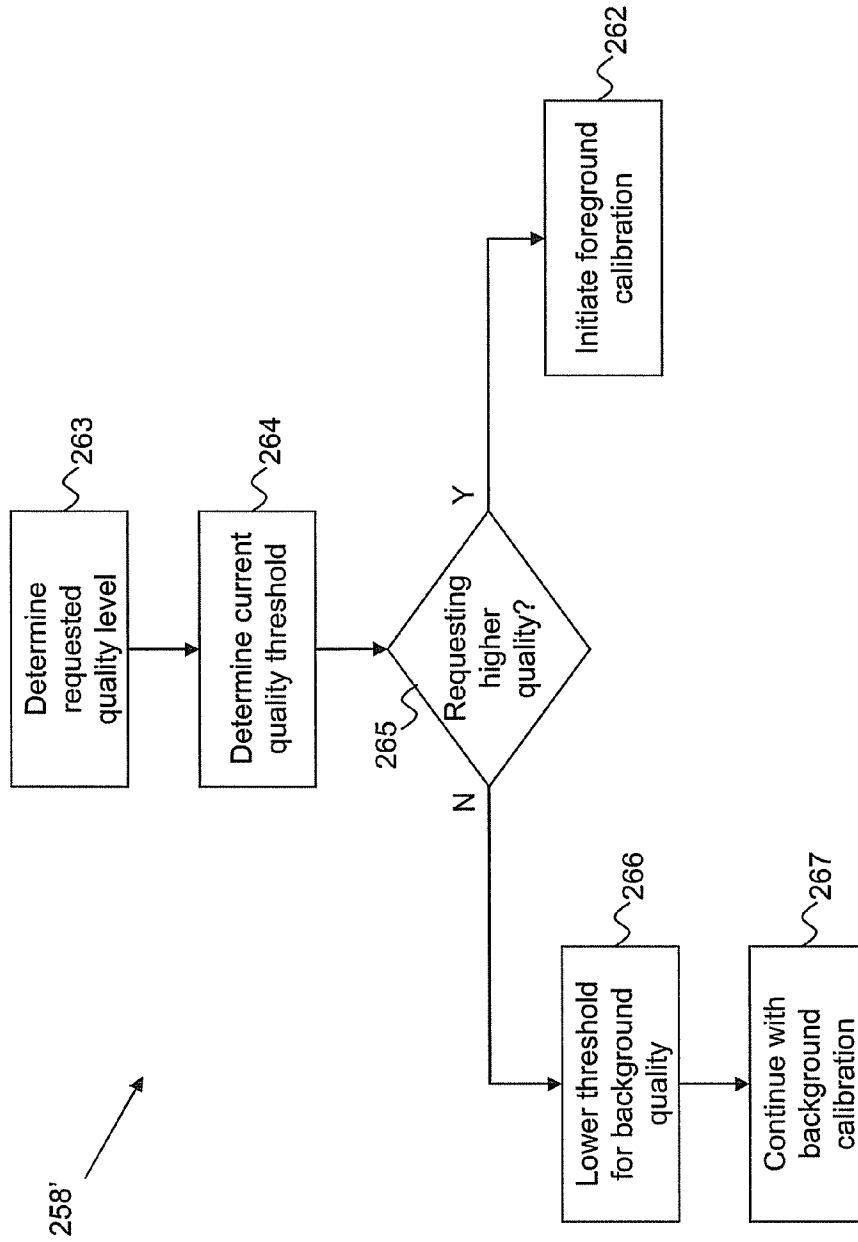 258'
Determine
requested
quality level
263
Determine current
quality threshold
264
Requesting
higher
quality?
265
N
Y
Lower threshold
for background
quality
266
Continue with
background
calibration
267
Initiate foreground
calibration
262